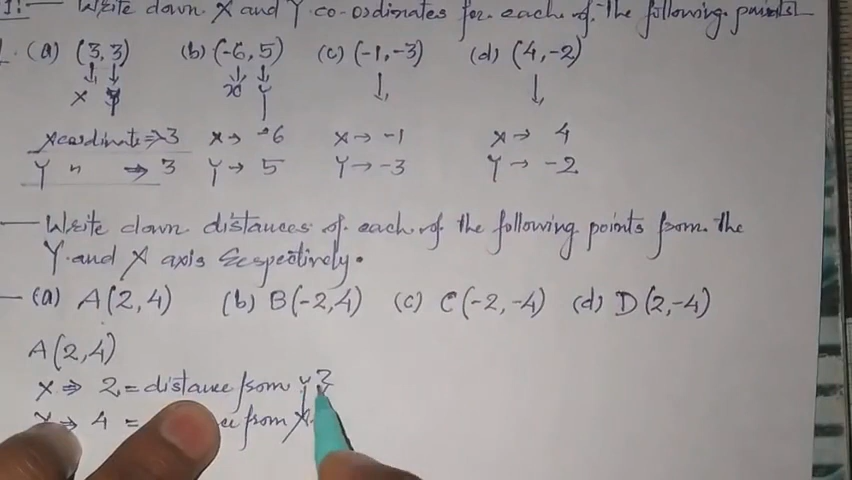 Write down X and Y co-ordinates for each of the following points
(a) (3, 3) (b) (-6, 5) (c) (-1, -3) (d) (4, -2)
X Y x Y
X coordinate ⇒ 3 X → -6 X → -1 X → 4
Y " → 3 Y → 5 Y → -3 Y → -2
Write down distances of each of the following points from the
Y and X axis respectively.
(a) A(2, 4) (b) B(-2, 4) (c) C(-2, -4) (d) D(2, -4)
A(2, 4)
X ⇒ 2 = distance from Y
4 = from X